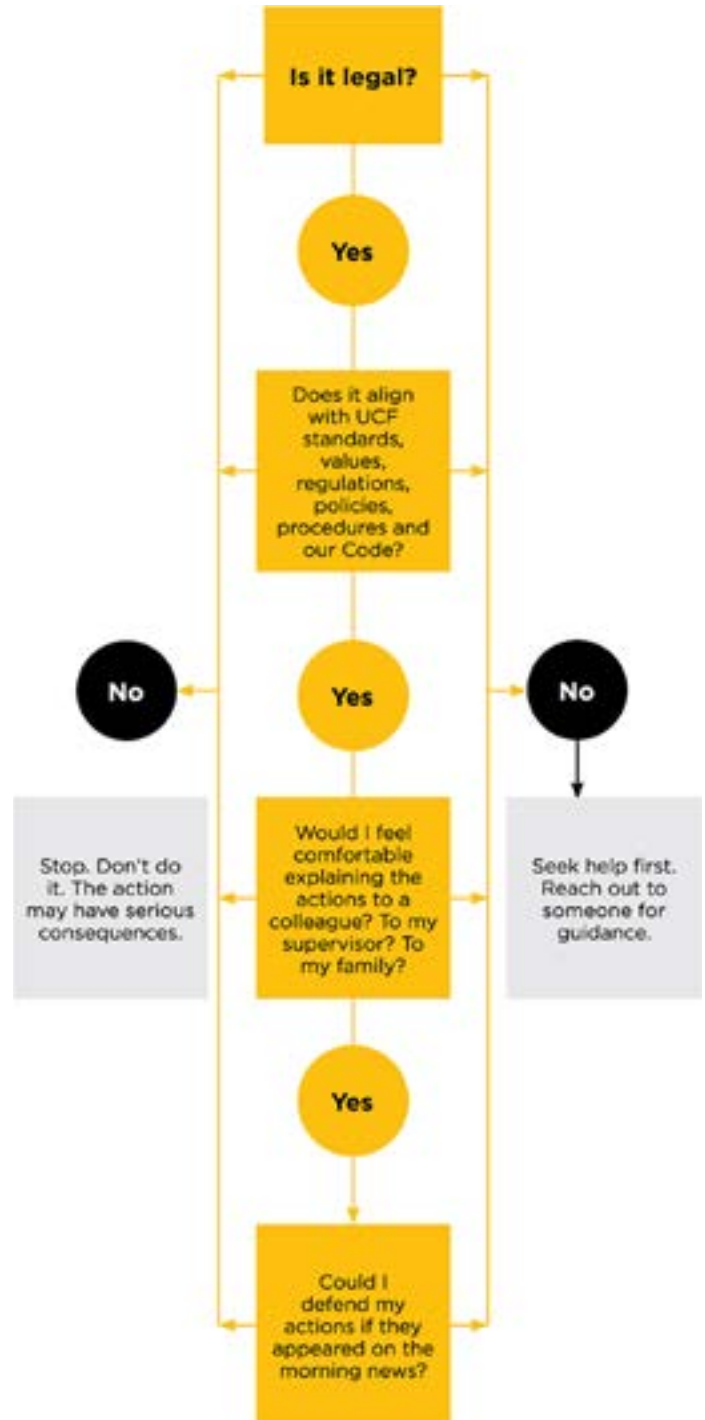 Is it legal?
Yes
Does it align
with UCF
standards,
values,
regulations,
policies,
procedures and
our Code?
No
Yes
No
Stop. Don't do
it. The action
may have serious
consequences.
Would I feel
comfortable
explaining the
actions to a
colleague? To my
supervisor? To
my family?
Seek help first.
Reach out to
someone for
guidance.
Yes
Could I
defend my
actions if they
appeared on the
morning news?